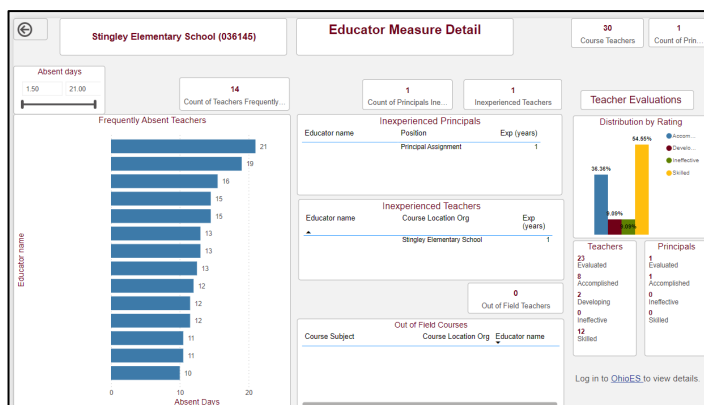 Stingley Elementary School (036145)
Educator Measure Detail
30
Course Teachers
1
Count of Prin...
Absent days
1.50
21.00
14
Count of Teachers Frequently...
1
Count of Principals Ine...
1
Inexperienced Teachers
Teacher Evaluations
Frequently Absent Teachers
21
19
16
15
15
13
13
13
12
12
12
11
11
10
0
10
20
Absent Days
Educator name
Inexperienced Principals
Educator name
Position
Exp (years)
Principal Assignment
1
Inexperienced Teachers
Educator name
Course Location Org
Exp
(years)
Stingley Elementary School
1
0
Out of Field Teachers
Out of Field Courses
Course Subject
Course Location Org
Educator name
Distribution by Rating
36.36%
9.09%
9.09%
54.55%
Accom...
Develo...
Ineffective
Skilled
Teachers
23
Evaluated
8
Accomplished
2
Developing
0
Ineffective
12
Skilled
Principals
1
Evaluated
1
Accomplished
0
Ineffective
0
Skilled
Log in to OhioES to view details.